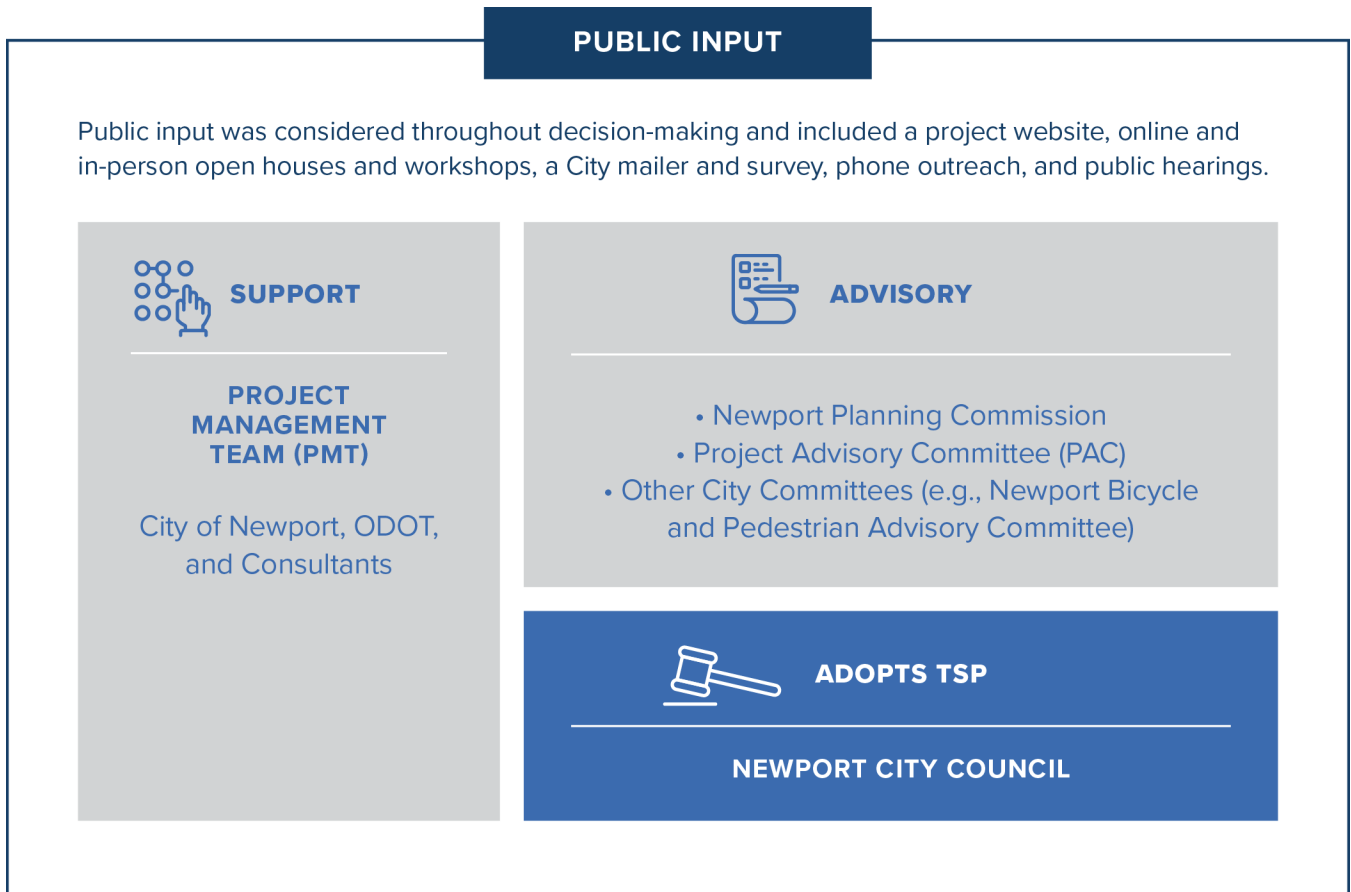 PUBLIC INPUT
Public input was considered throughout decision-making and included a project website, online and
in-person open houses and workshops, a City mailer and survey, phone outreach, and public hearings.
SUPPORT
PROJECT
MANAGEMENT
TEAM (PMT)
City of Newport, ODOT,
and Consultants
ADVISORY
• Newport Planning Commission
• Project Advisory Committee (PAC)
• Other City Committees (e.g., Newport Bicycle
and Pedestrian Advisory Committee)
ADOPTS TSP
NEWPORT CITY COUNCIL